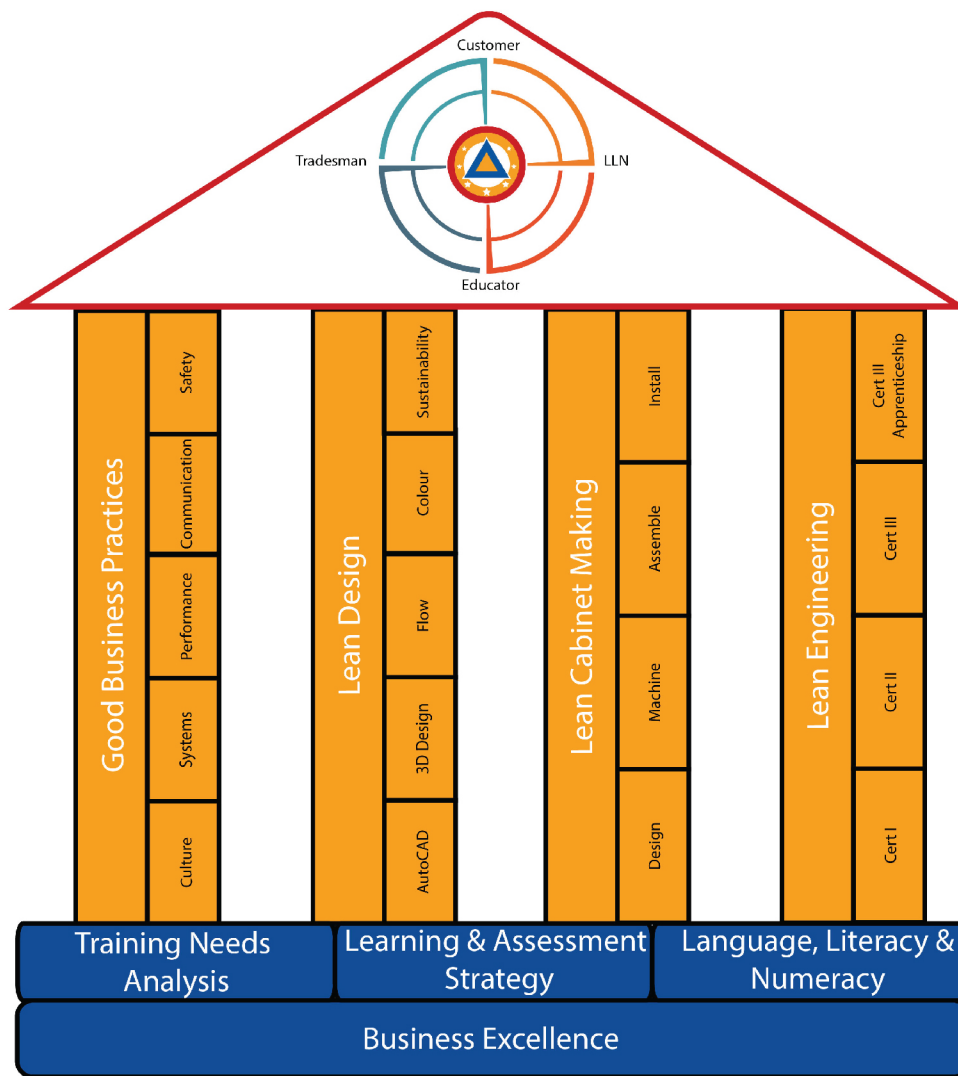 Customer
Tradesman
LLN
Educator
Good Business Practices
Safety
Communication
Performance
Systems
Culture
Lean Design
Sustainability
Colour
Flow
3D Design
AutoCAD
Lean Cabinet Making
Install
Assemble
Machine
Design
Lean Engineering
Cert III
Apprenticeship
Cert III
Cert II
Cert I
Training Needs
Analysis
Learning & Assessment
Strategy
Language, Literacy &
Numeracy
Business Excellence